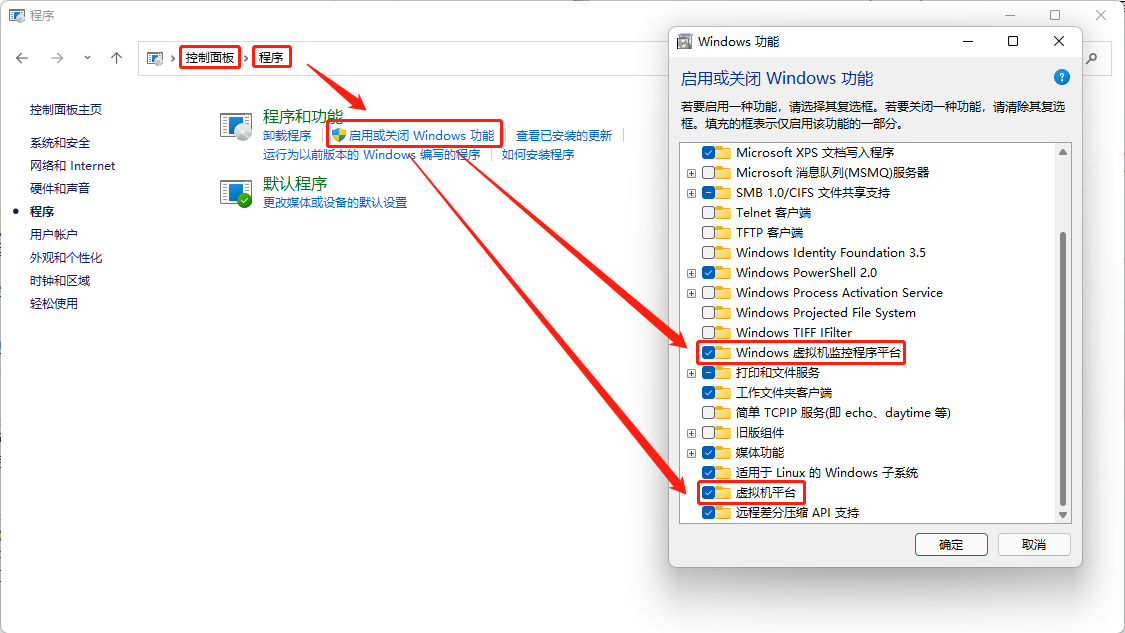 程序
控制面板 › 程序
控制面板主页
系统和安全
网络和 Internet
硬件和声音
程序
用户帐户
外观和个性化
时钟和区域
轻松使用
程序和功能
卸载程序
启用或关闭 Windows 功能
查看已安装的更新
运行为以前版本的 Windows 编写的程序
如何安装程序
默认程序
更改媒体或设备的默认设置
Windows 功能
启用或关闭 Windows 功能
若要启用一种功能，请选择其复选框。若要关闭一种功能，请清除其复选
框。填充的框表示仅启用该功能的一部分。
Microsoft XPS 文档写入程序
Microsoft 消息队列(MSMQ)服务器
SMB 1.0/CIFS 文件共享支持
Telnet 客户端
TFTP 客户端
Windows Identity Foundation 3.5
Windows PowerShell 2.0
Windows Process Activation Service
Windows Projected File System
Windows TIFF IFilter
Windows 虚拟机监控程序平台
打印和文件服务
工作文件夹客户端
简单 TCPIP 服务(即 echo、daytime 等)
旧版组件
媒体功能
适用于 Linux 的 Windows 子系统
虚拟机平台
远程差分压缩 API 支持
确定
取消